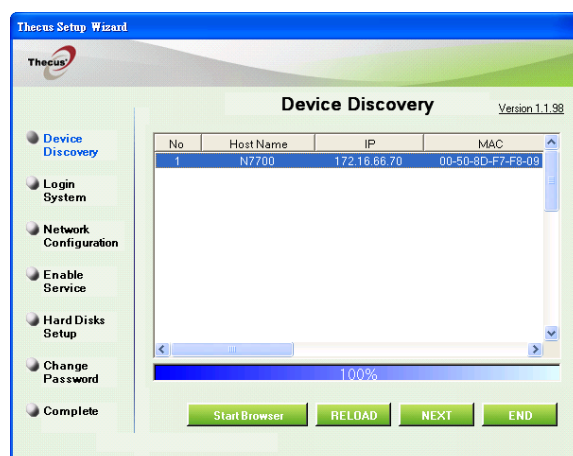 Thecus Setup Wizard
Thecus
Device Discovery
Version 1.1.98
Device
Discovery
Login
System
Network
Configuration
Enable
Service
Hard Disks
Setup
Change
Password
Complete
No Host Name IP MAC
1 N7700 172.16.66.70 00-50-8D-F7-F8-09
100%
Start Browser RELOAD NEXT END